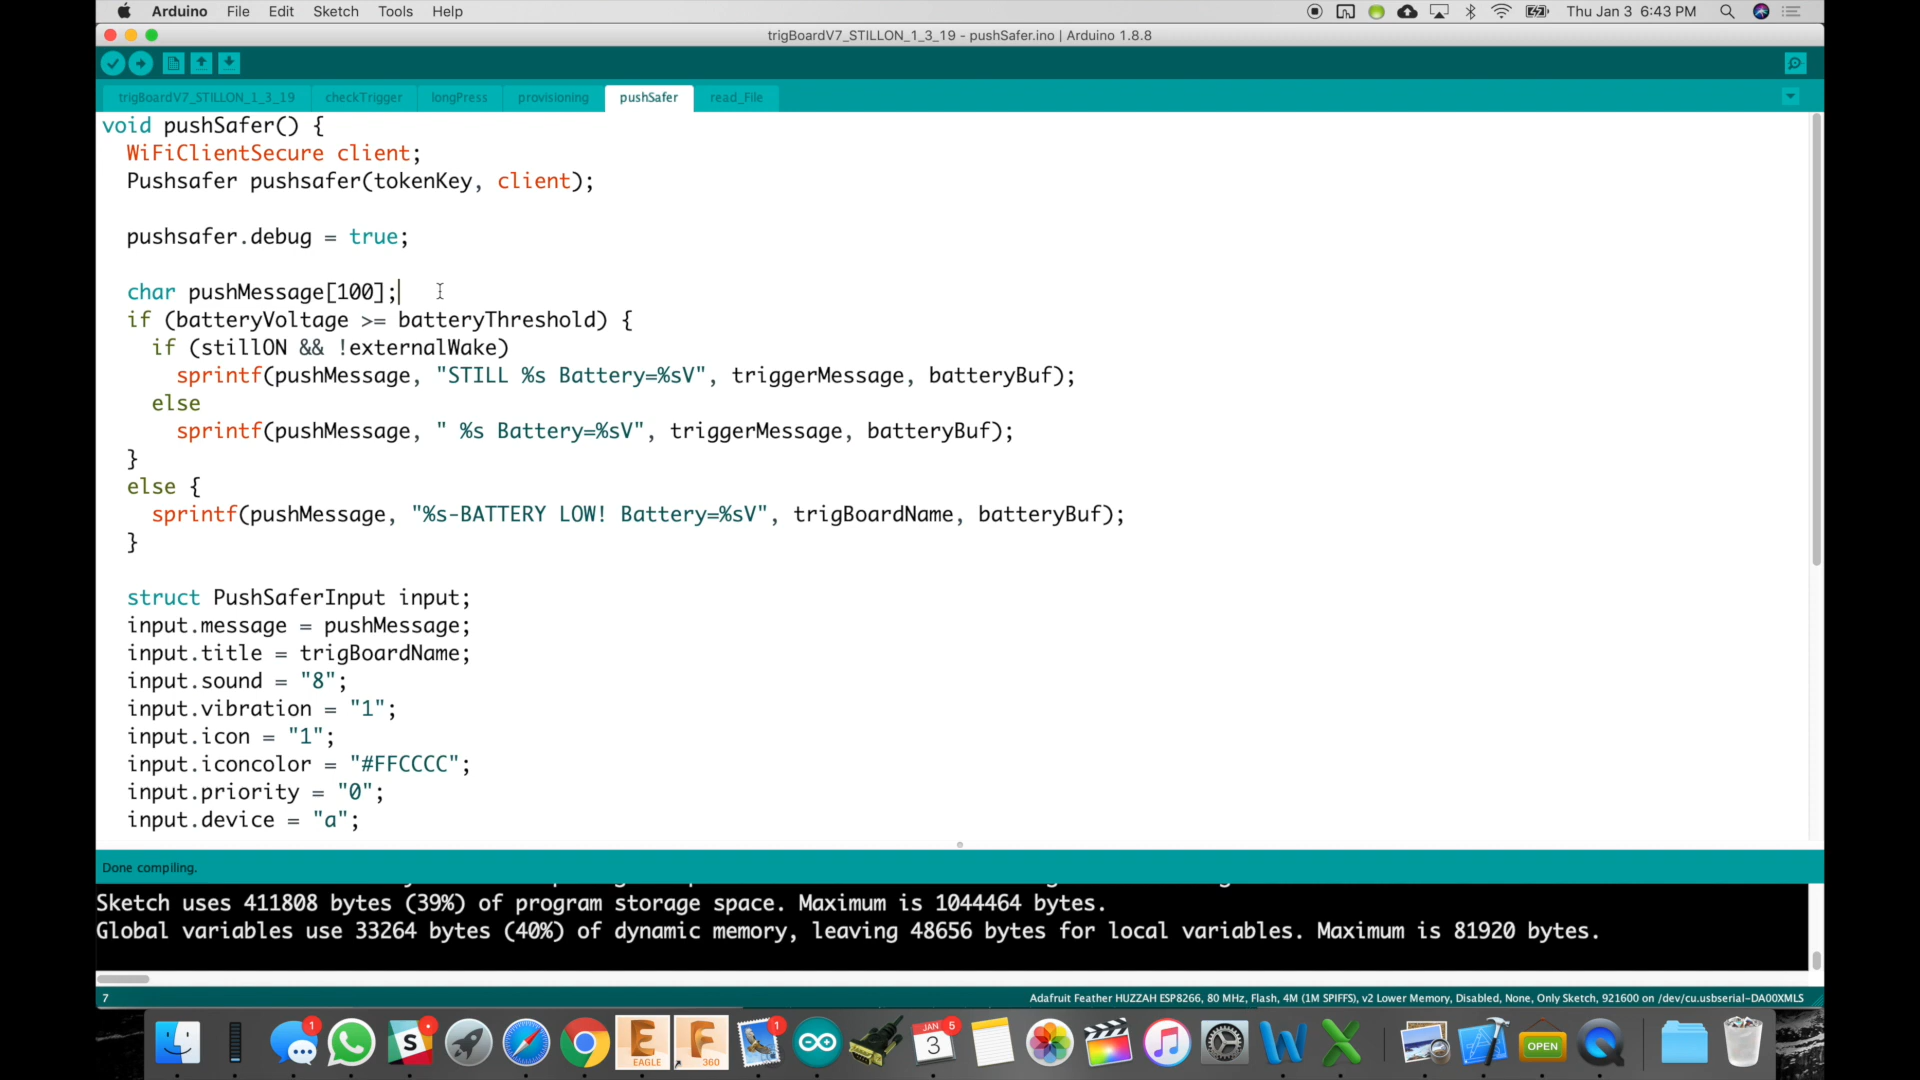 Arduino File Edit Sketch Tools Help Thu Jan 3 6:43 PM
trigBoardV7_STILLON_1_3_19 - pushSafer.ino | Arduino 1.8.8
trigBoardV7_STILLON_1_3_19 checkTrigger longPress provisioning pushSafer read_File
void pushSafer() {
WiFiClientSecure client;
Pushsafer pushsafer(tokenKey, client);
pushsafer.debug = true;
char pushMessage[100];
if (batteryVoltage >= batteryThreshold) {
if (stillON && !externalWake)
sprintf(pushMessage, "STILL %s Battery=%sV", triggerMessage, batteryBuf);
else
sprintf(pushMessage, " %s Battery=%sV", triggerMessage, batteryBuf);
}
else {
sprintf(pushMessage, "%s-BATTERY LOW! Battery=%sV", trigBoardName, batteryBuf);
}
struct PushSaferInput input;
input.message = pushMessage;
input.title = trigBoardName;
input.sound = "8";
input.vibration = "1";
input.icon = "1";
input.iconcolor = "#FFCCCC";
input.priority = "0";
input.device = "a";
Done compiling.
Sketch uses 411808 bytes (39%) of program storage space. Maximum is 1044464 bytes.
Global variables use 33264 bytes (40%) of dynamic memory, leaving 48656 bytes for local variables. Maximum is 81920 bytes.
7 Adafruit Feather HUZZAH ESP8266, 80 MHz, Flash, 4M (1M SPIFFS), v2 Lower Memory, Disabled, None, Only Sketch, 921600 on /dev/cu.usbserial-DA00XMLS
1 S E EAGLE F 360 1 JAN 3 5 W X OPEN